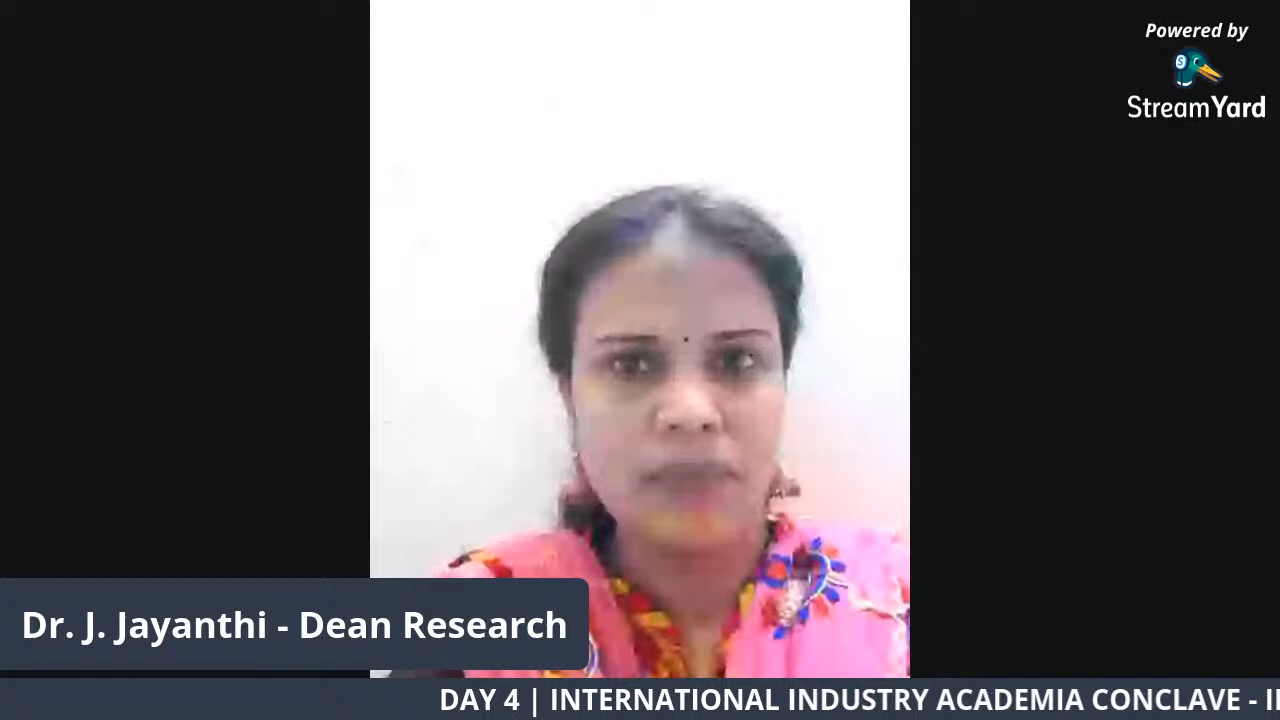 Powered by
StreamYard
Dr. J. Jayanthi - Dean Research
DAY 4 | INTERNATIONAL INDUSTRY ACADEMIA CONCLAVE -